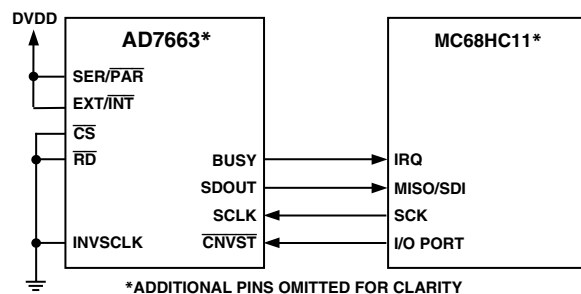 DVDD
AD7663*
MC68HC11*
SER/PAR
EXT/INT
CS
RD
INVSCLK
BUSY
SDOUT
SCLK
CNVST
IRQ
MISO/SDI
SCK
I/O PORT
*ADDITIONAL PINS OMITTED FOR CLARITY